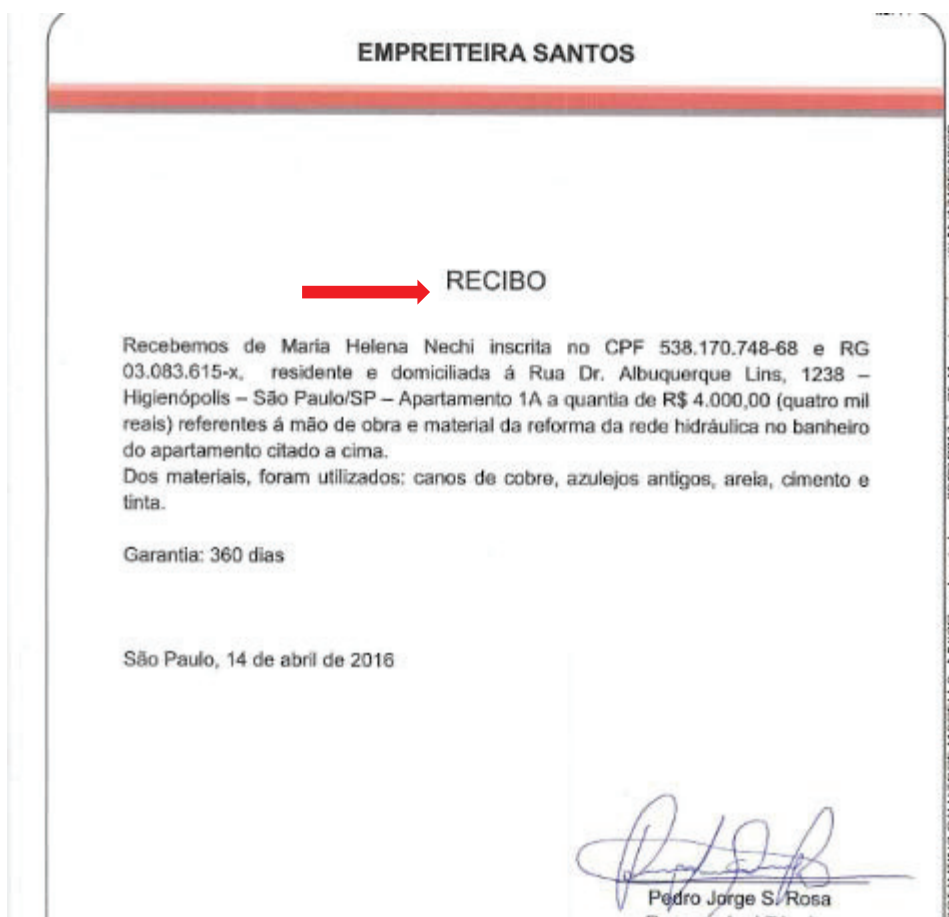 EMPREITEIRA SANTOS
RECIBO
Recebemos de Maria Helena Nechi inscrita no CPF 538.170.748-68 e RG
03.083.615-x, residente e domiciliada á Rua Dr. Albuquerque Lins, 1238 –
Higienópolis – São Paulo/SP – Apartamento 1A a quantia de R$ 4.000,00 (quatro mil
reais) referentes á mão de obra e material da reforma da rede hidráulica no banheiro
do apartamento citado a cima.
Dos materiais, foram utilizados: canos de cobre, azulejos antigos, areia, cimento e
tinta.
Garantia: 360 dias
São Paulo, 14 de abril de 2016
Pedro Jorge S. Rosa